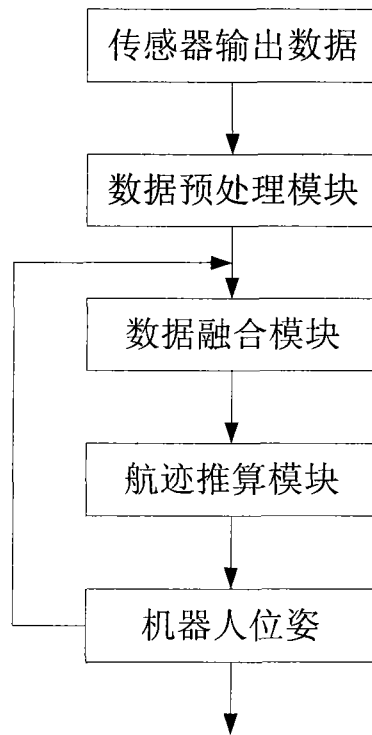 传感器输出数据
数据预处理模块
数据融合模块
航迹推算模块
机器人位姿